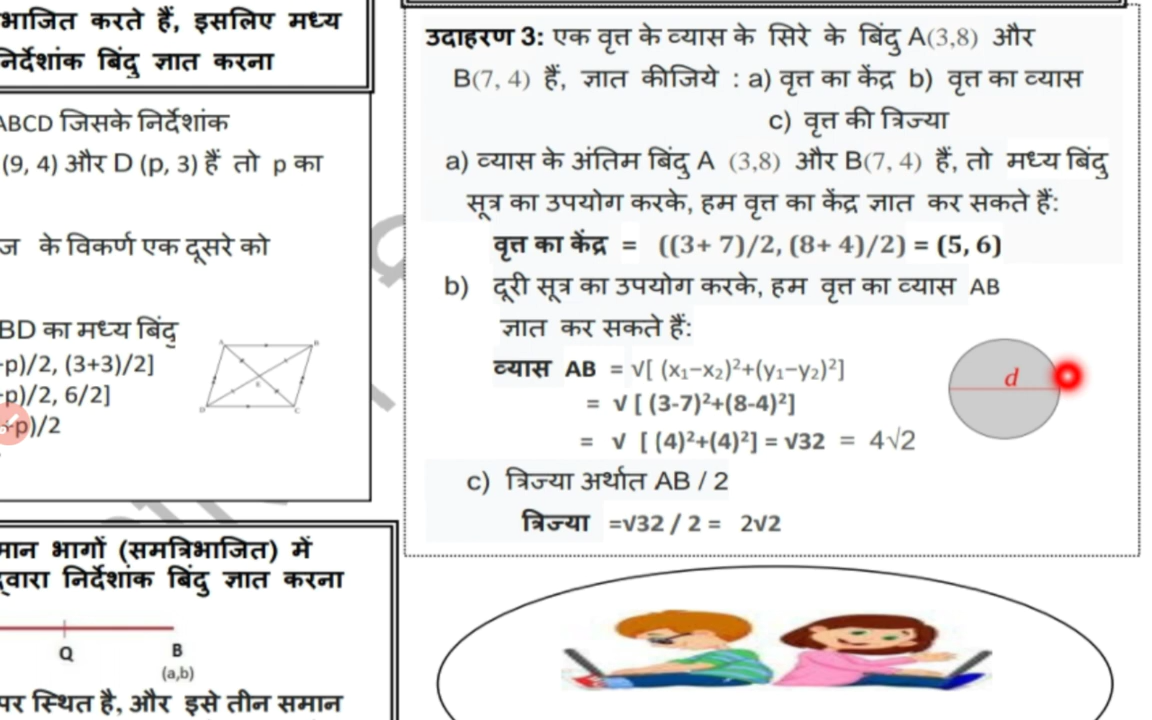 भाजित करते हैं, इसलिए मध्य
निर्देशांक बिंदु ज्ञात करना
ABCD जिसके निर्देशांक
(9, 4) और D (p, 3) हैं तो p का
ज के विकर्ण एक दूसरे को
BD का मध्य बिंदु
p)/2, (3+3)/2]
p)/2, 6/2]
+p)/2
A B
E
D C
मान भागों (समत्रिभाजित) में
द्वारा निर्देशांक बिंदु ज्ञात करना
Q B
(a,b)
पर स्थित है, और इसे तीन समान
उदाहरण 3: एक वृत्त के व्यास के सिरे के बिंदु A(3,8) और
B(7, 4) हैं, ज्ञात कीजिये : a) वृत्त का केंद्र b) वृत्त का व्यास
c) वृत्त की त्रिज्या
a) व्यास के अंतिम बिंदु A (3,8) और B(7, 4) हैं, तो मध्य बिंदु
सूत्र का उपयोग करके, हम वृत्त का केंद्र ज्ञात कर सकते हैं:
वृत्त का केंद्र = ((3+ 7)/2, (8+ 4)/2) = (5, 6)
b) दूरी सूत्र का उपयोग करके, हम वृत्त का व्यास AB
ज्ञात कर सकते हैं:
व्यास AB = √[ (x₁−x₂)²+(y₁−y₂)²]
= √ [ (3-7)²+(8-4)²]
= √ [ (4)²+(4)²] = √32 = 4√2
d
c) त्रिज्या अर्थात AB / 2
त्रिज्या =√32 / 2 = 2√2